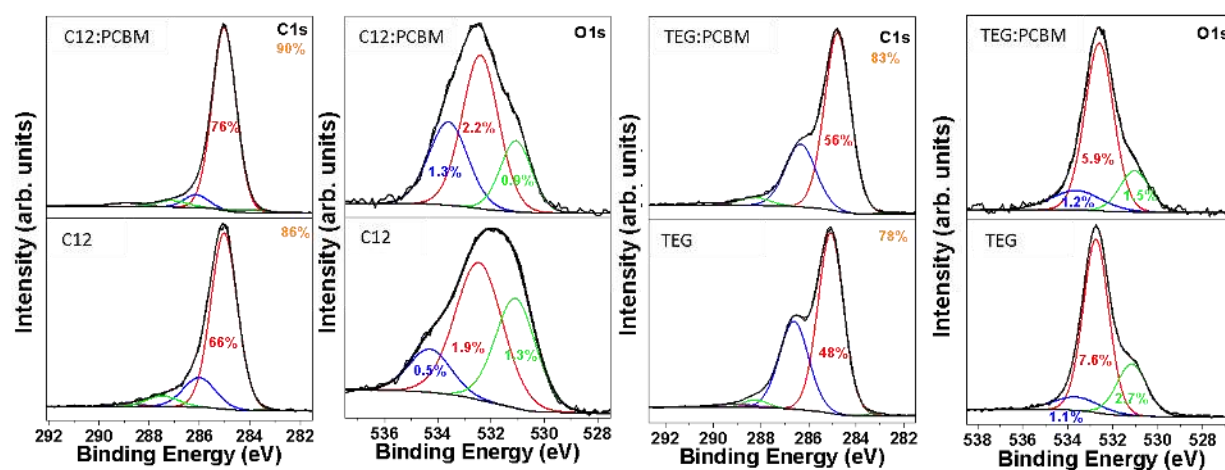 Intensity (arb. units)
C12:PCBM
C1s
90%
76%
C12
86%
66%
292 290 288 286 284 282
Binding Energy (eV)
Intensity (arb. units)
C12:PCBM
O1s
2.2%
1.3%
0.9%
C12
1.9%
1.3%
0.5%
536 534 532 530 528
Binding Energy (eV)
Intensity (arb. units)
TEG:PCBM
C1s
83%
56%
TEG
78%
48%
292 290 288 286 284 282
Binding Energy (eV)
Intensity (arb. units)
TEG:PCBM
O1s
5.9%
1.2%
1.5%
TEG
7.6%
2.7%
1.1%
538 536 534 532 530 528
Binding Energy (eV)